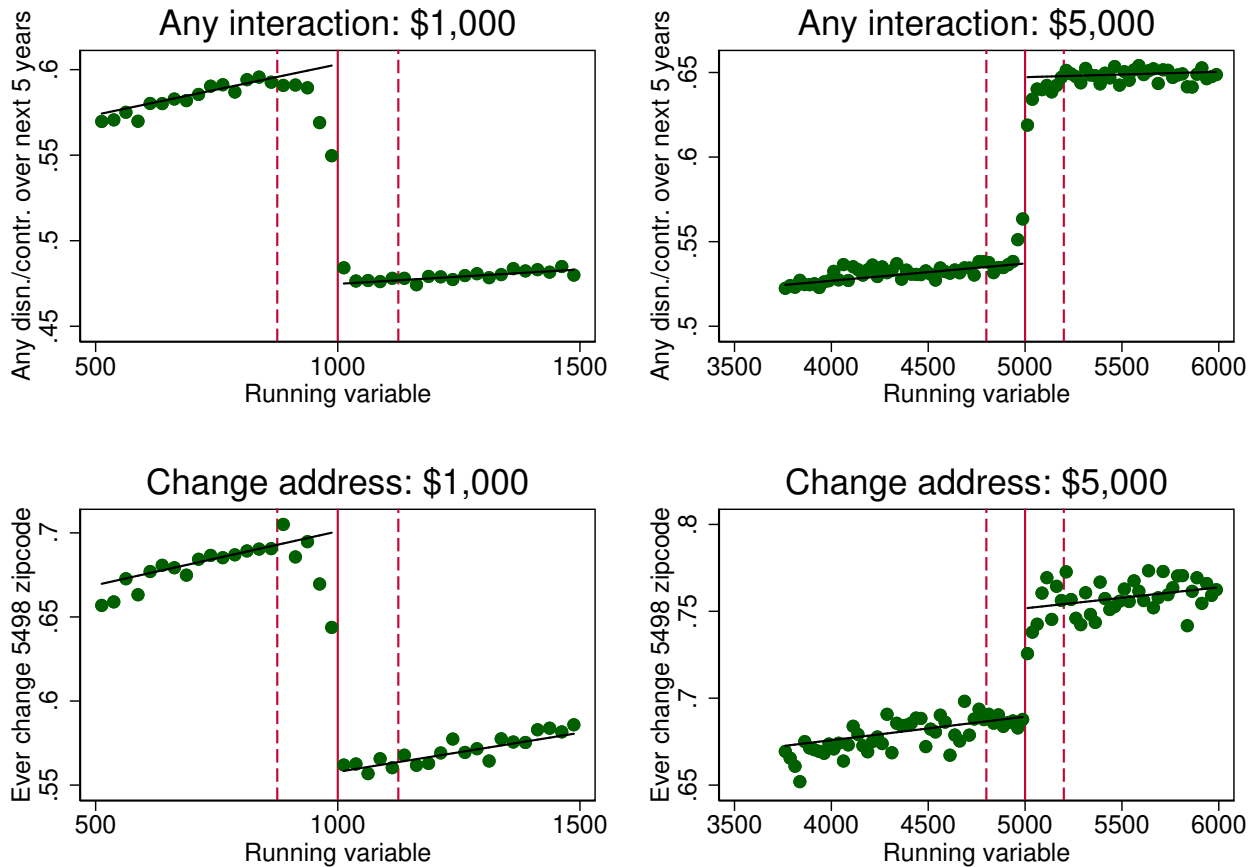 Any interaction: $1,000
Any disn./contr. over next 5 years
.6
.55
.5
.45
500
1000
1500
Running variable
Any interaction: $5,000
Any disn./contr. over next 5 years
.65
.6
.55
.5
3500
4000
4500
5000
5500
6000
Running variable
Change address: $1,000
Ever change 5498 zipcode
.7
.65
.6
.55
500
1000
1500
Running variable
Change address: $5,000
Ever change 5498 zipcode
.8
.75
.7
.65
3500
4000
4500
5000
5500
6000
Running variable